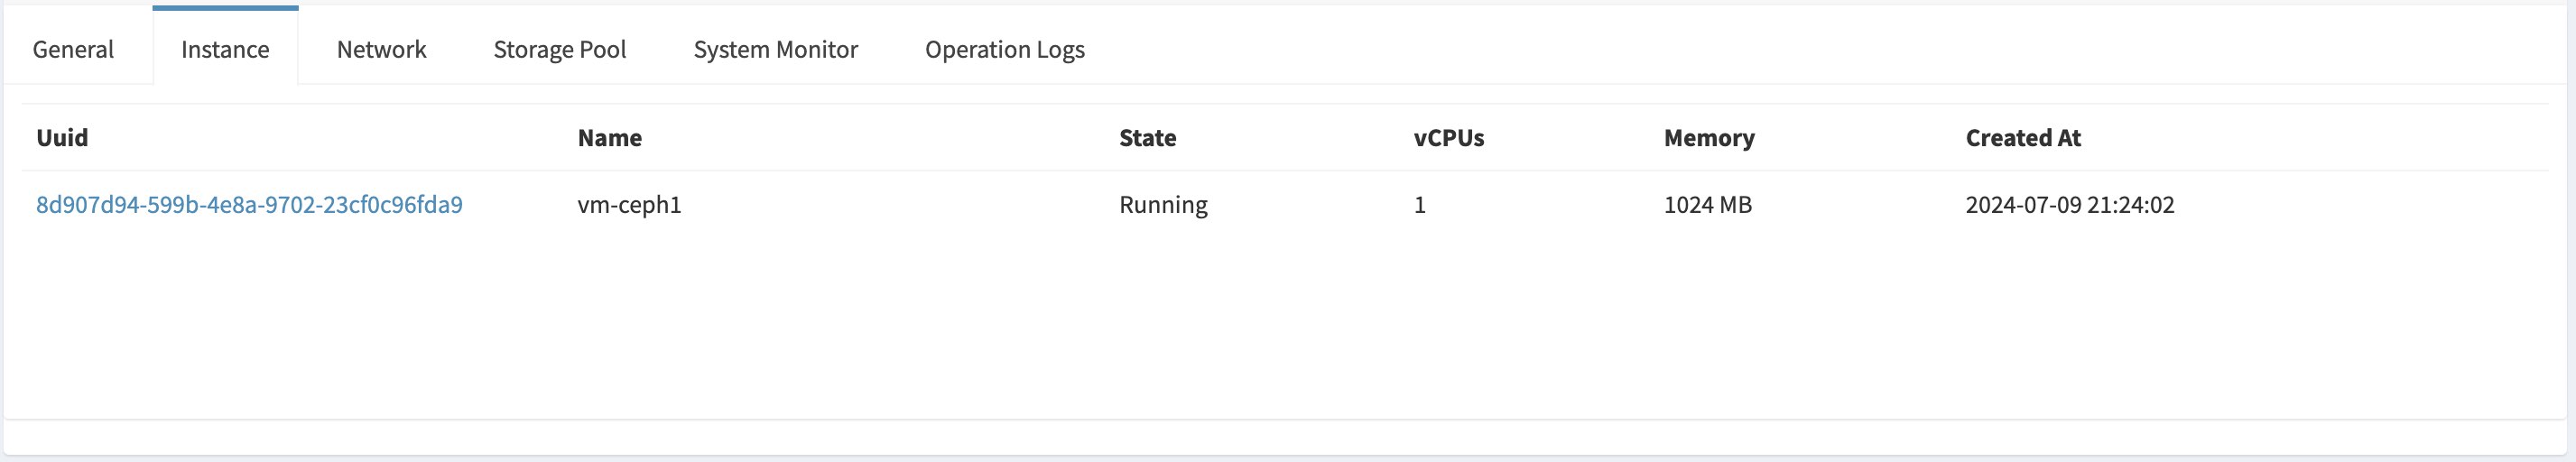 General Instance Network Storage Pool System Monitor Operation Logs
Uuid Name State vCPUs Memory Created At
8d907d94-599b-4e8a-9702-23cf0c96fda9 vm-ceph1 Running 1 1024 MB 2024-07-09 21:24:02